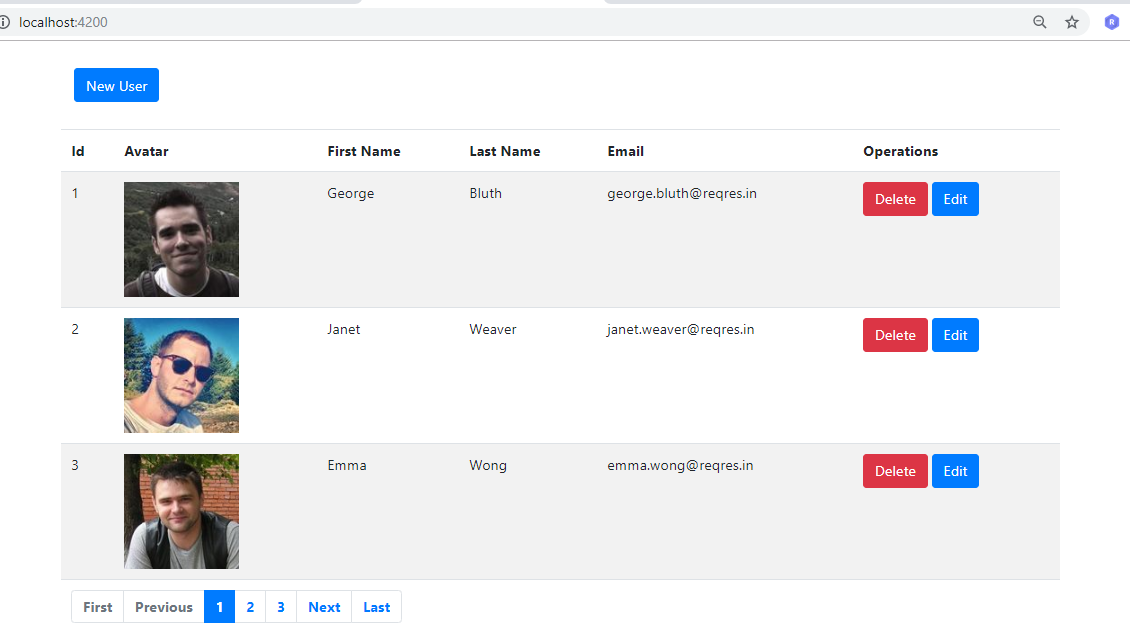 localhost:4200
R
New User
Id Avatar First Name Last Name Email Operations
1 George Bluth george.bluth@reqres.in Delete Edit
2 Janet Weaver janet.weaver@reqres.in Delete Edit
3 Emma Wong emma.wong@reqres.in Delete Edit
First Previous 1 2 3 Next Last